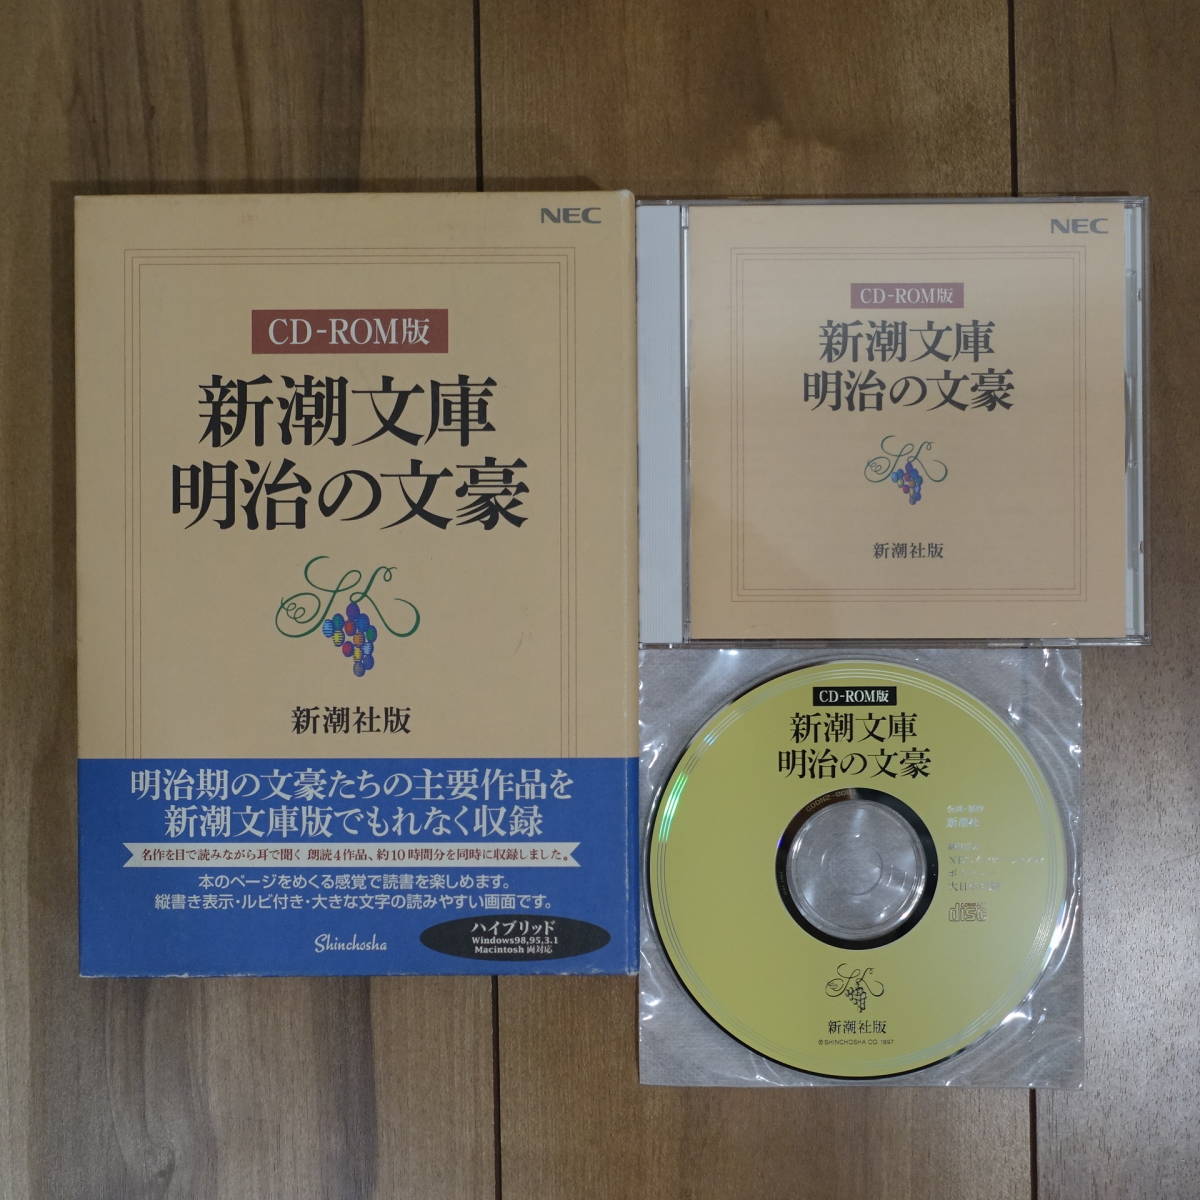 NEC
CD-ROM版
新潮文庫
明治の文豪
新潮社版
明治期の文豪たちの主要作品を
新潮文庫版でもれなく収録
名作を目で読みながら耳で聞く 朗読4作品、約10時間分を同時に収録しました。
本のページをめくる感覚で読書を楽しめます。
縦書き表示・ルビ付き・大きな文字の読みやすい画面です。
Shinchosha
ハイブリッド
Windows98,95,3.1
Macintosh 両対応
NEC
CD-ROM版
新潮文庫
明治の文豪
新潮社版
CD-ROM版
新潮文庫
明治の文豪
新潮社
COMPACT
disc
新潮社版
©SHINCHOSHA CO. 1997